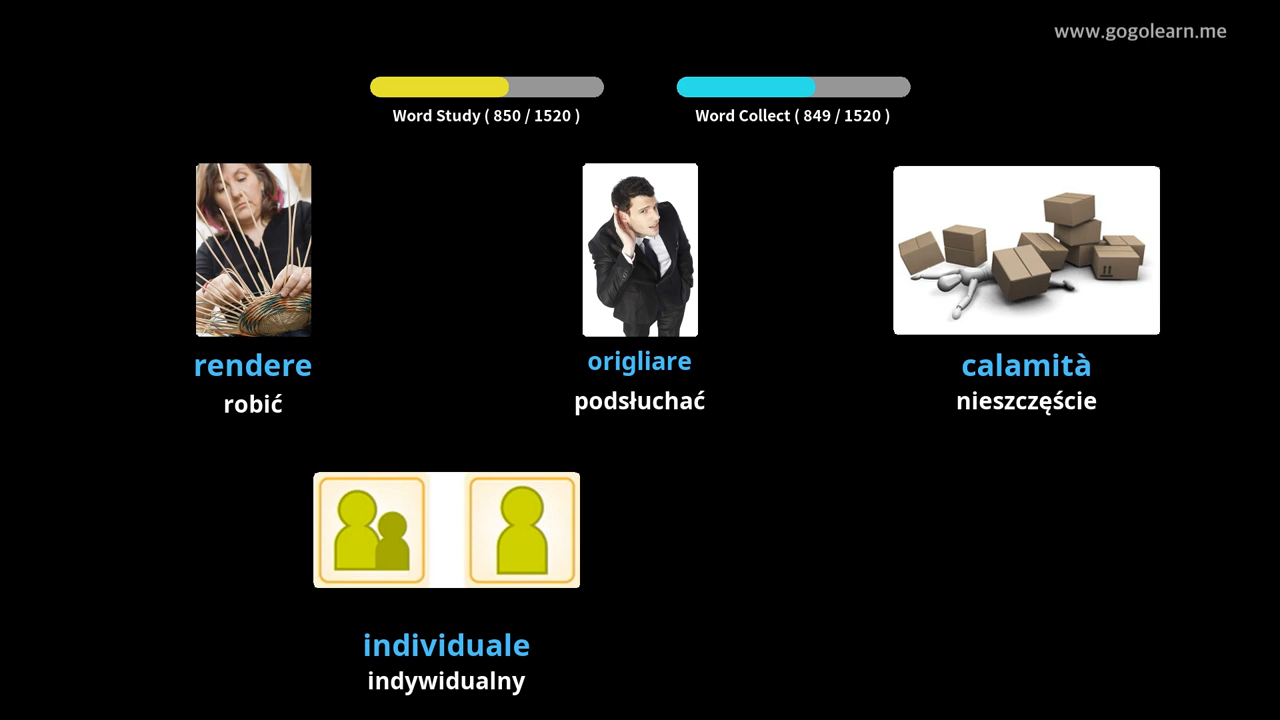 www.gogolearn.me
Word Study ( 850 / 1520 )
Word Collect ( 849 / 1520 )
rendere
robić
origliare
podsłuchać
calamità
nieszczęście
individuale
indywidualny